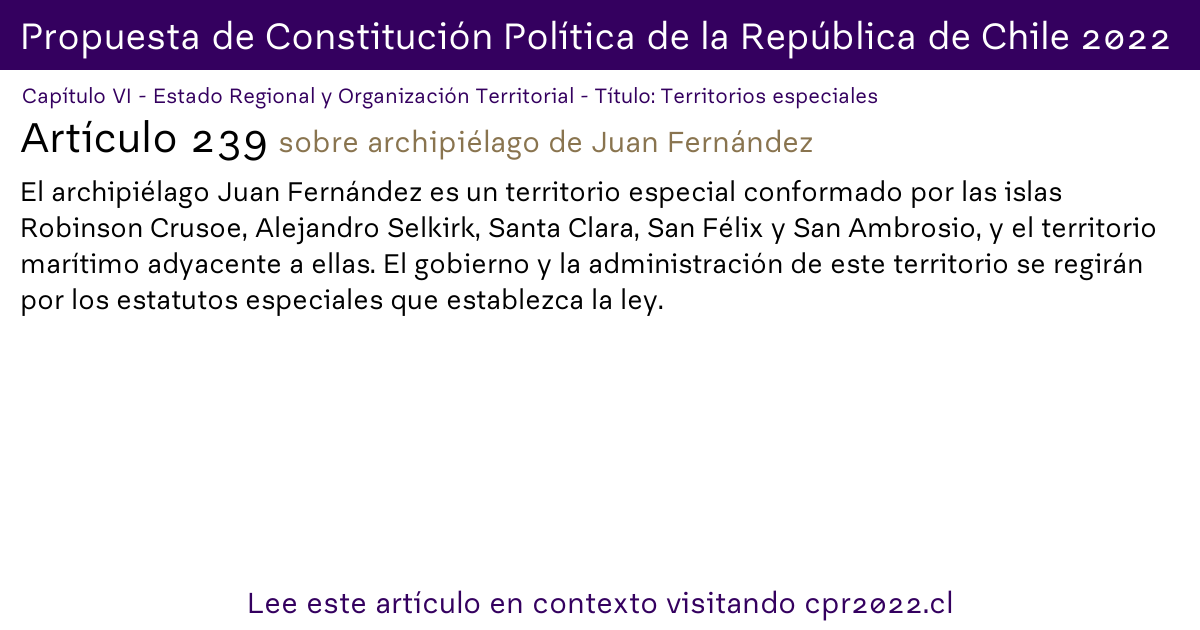 Propuesta de Constitución Política de la República de Chile 2022
Capítulo VI - Estado Regional y Organización Territorial - Título: Territorios especiales
Artículo 239 sobre archipiélago de Juan Fernández
El archipiélago Juan Fernández es un territorio especial conformado por las islas
Robinson Crusoe, Alejandro Selkirk, Santa Clara, San Félix y San Ambrosio, y el territorio
marítimo adyacente a ellas. El gobierno y la administración de este territorio se regirán
por los estatutos especiales que establezca la ley.
Lee este artículo en contexto visitando cpr2022.cl